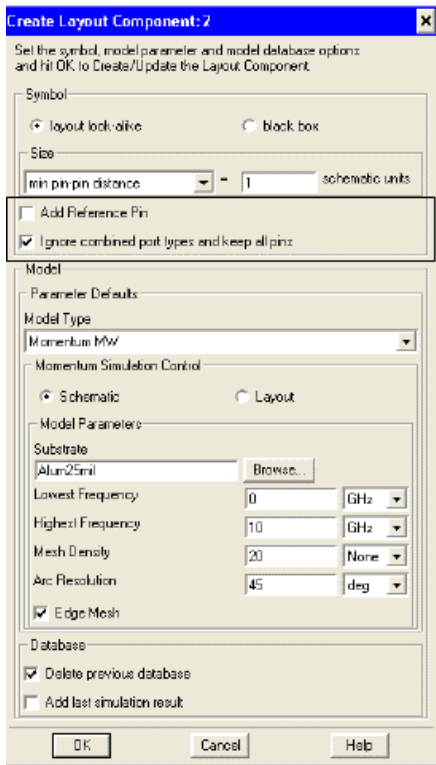 Create Layout Component: 2
Set the symbol, model parameter and model database options
and hit OK to Create/Update the Layout Component
Symbol
layout look-alike black box
Size
min pin-pin distance = 1 schematic units
Add Reference Pin
Ignore combined port types and keep all pins
Model
Parameter Defaults
Model Type
Momentum MW
Momentum Simulation Control
Schematic Layout
Model Parameters
Substrate
Alum25mil Browse...
Lowest Frequency 0 GHz
Highest Frequency 10 GHz
Mesh Density 20 None
Arc Resolution 45 deg
Edge Mesh
Database
Delete previous database
Add last simulation result
OK Cancel Help